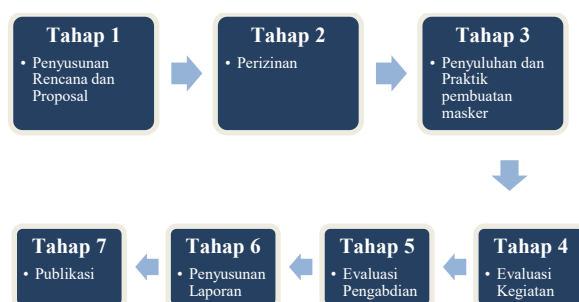 Tahap 1
• Penyusunan
Rencana dan
Proposal
Tahap 2
• Perizinan
Tahap 3
• Penyuluhan dan
Praktik
pembuatan
masker
Tahap 4
• Evaluasi
Kegiatan
Tahap 5
• Evaluasi
Pengabdian
Tahap 6
• Penyusunan
Laporan
Tahap 7
• Publikasi